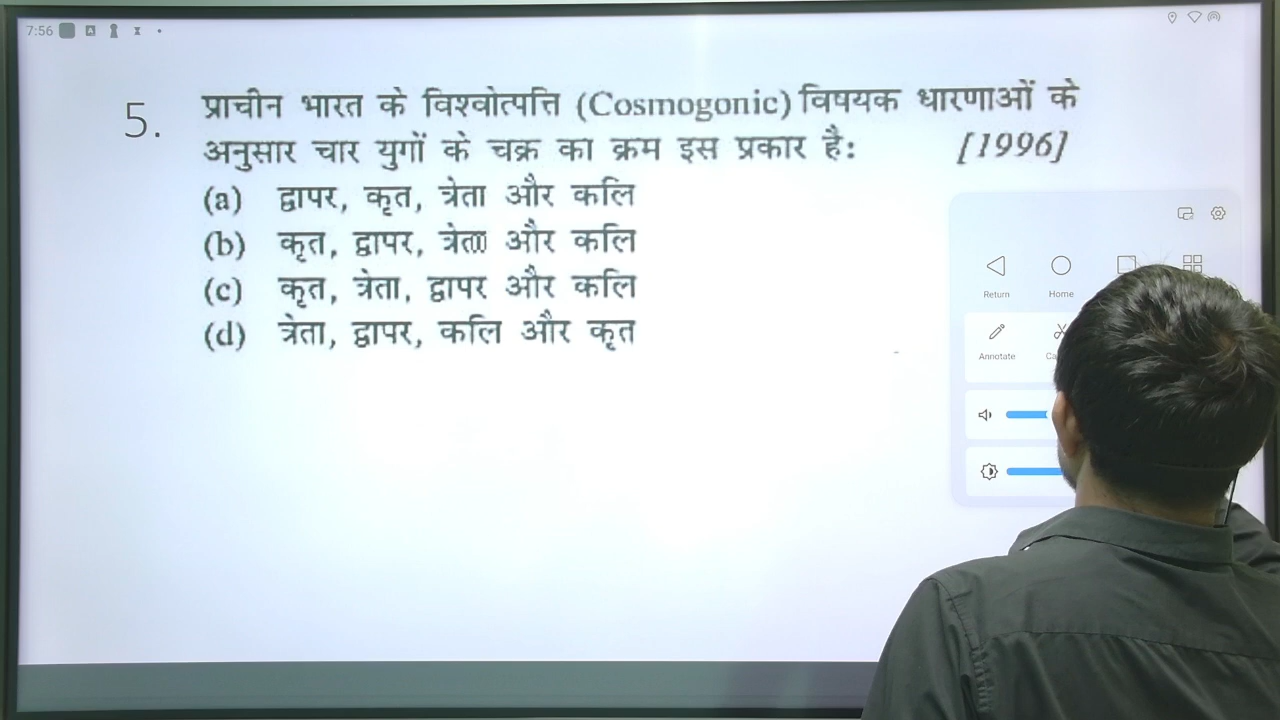 7:56
5. प्राचीन भारत के विश्वोत्पत्ति (Cosmogonic) विषयक धारणाओं के
अनुसार चार युगों के चक्र का क्रम इस प्रकार है: [1996]
(a) द्वापर, कृत, त्रेता और कलि
(b) कृत, द्वापर, त्रेता और कलि
(c) कृत, त्रेता, द्वापर और कलि
(d) त्रेता, द्वापर, कलि और कृत
Return Home
Annotate